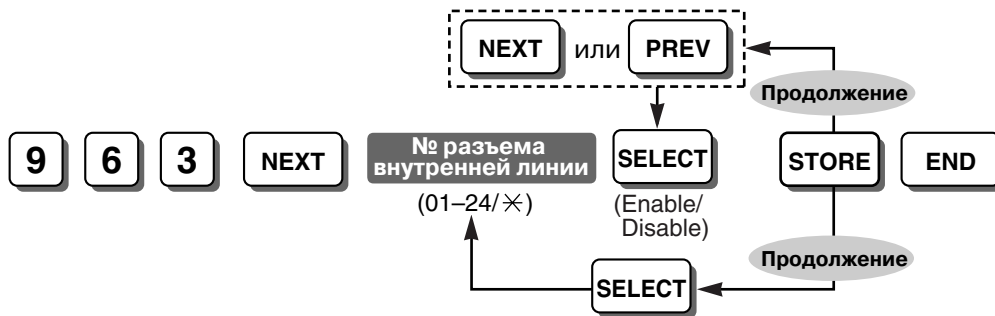 NEXT или PREV
Продолжение
9 6 3 NEXT № разъема внутренней линии SELECT STORE END
(01–24/✳)
(Enable/
Disable)
Продолжение
SELECT